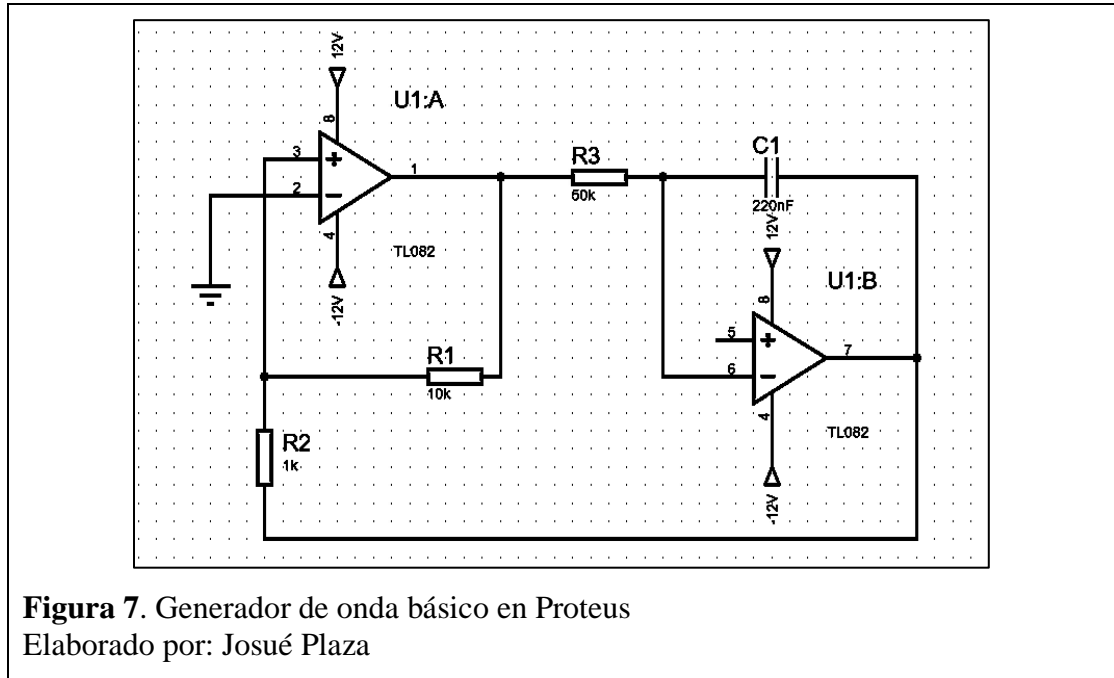 12V
U1:A
8
3
1
2
4
TL082
-12V
R3
50k
C1
220nF
12V
U1:B
8
5
7
6
4
TL082
-12V
R1
10k
R2
1k
Figura 7. Generador de onda básico en Proteus
Elaborado por: Josué Plaza